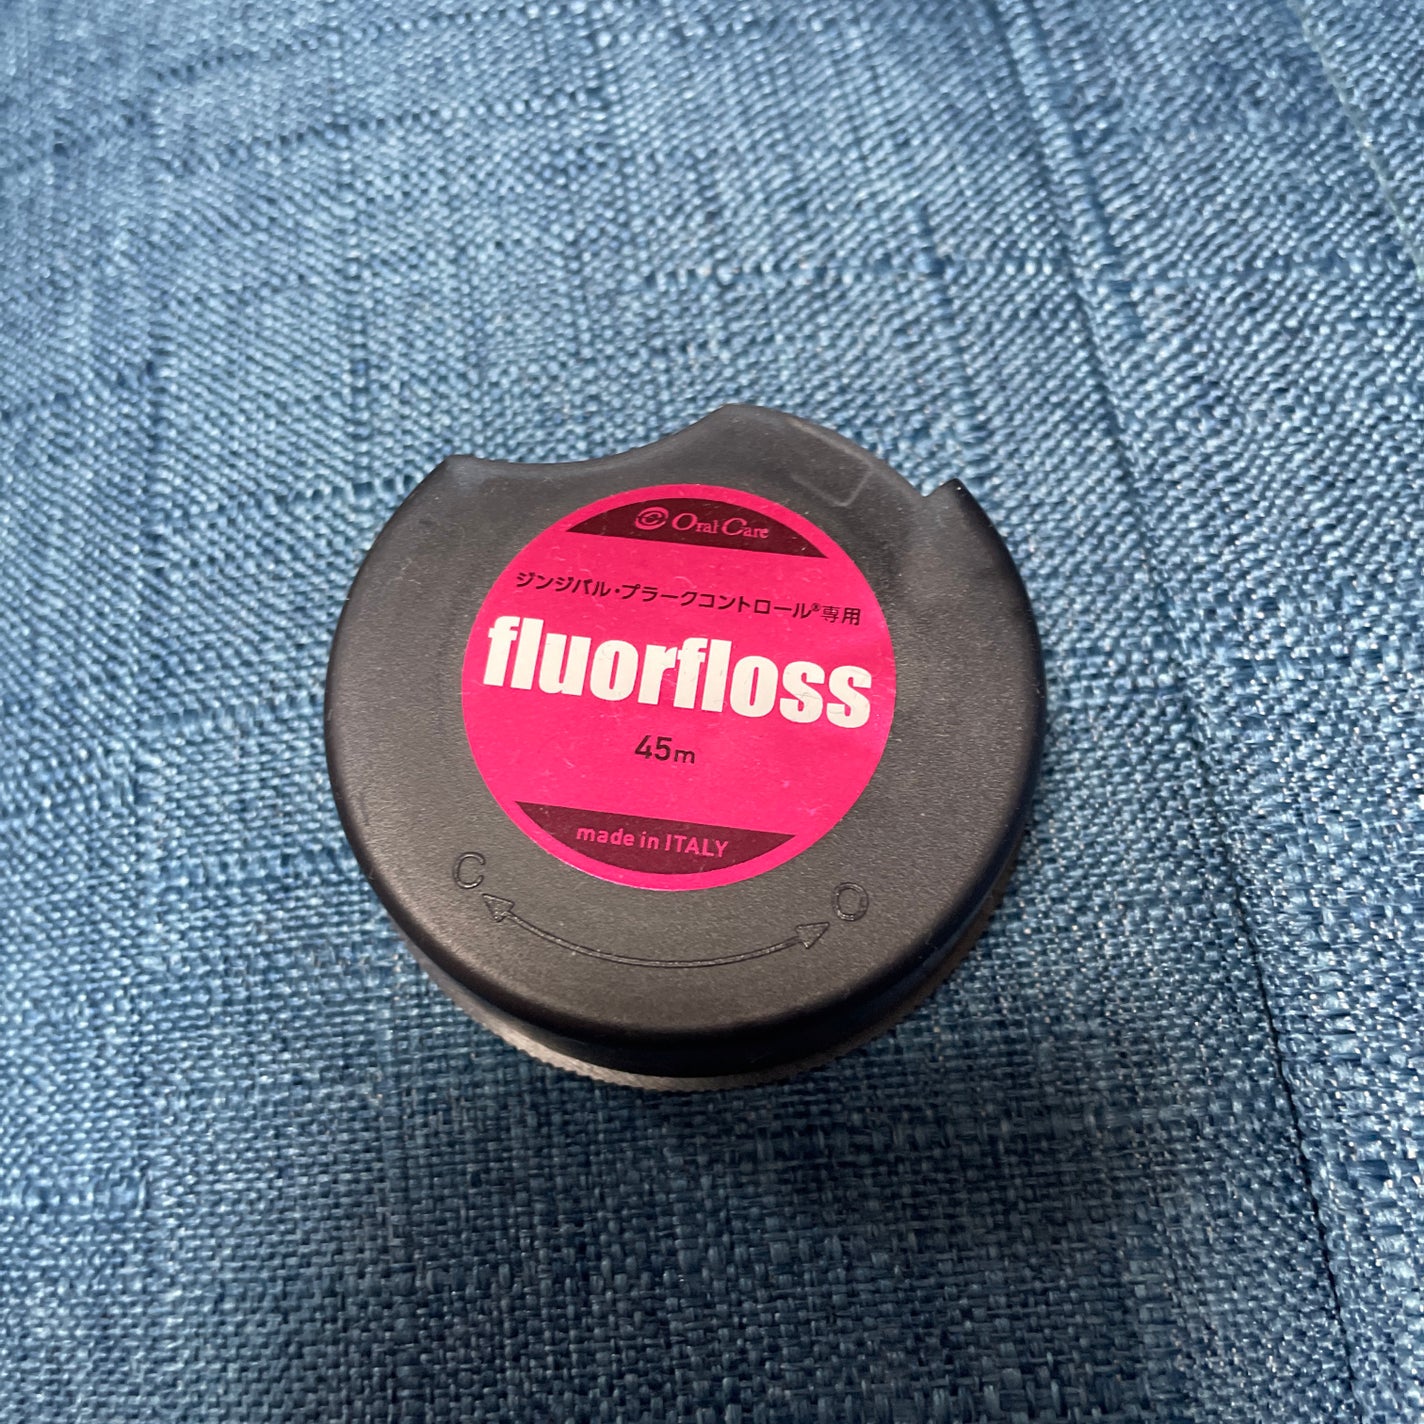 Oral Care
ジンジバル・プラークコントロール®専用
fluorfloss
45m
made in ITALY
C O